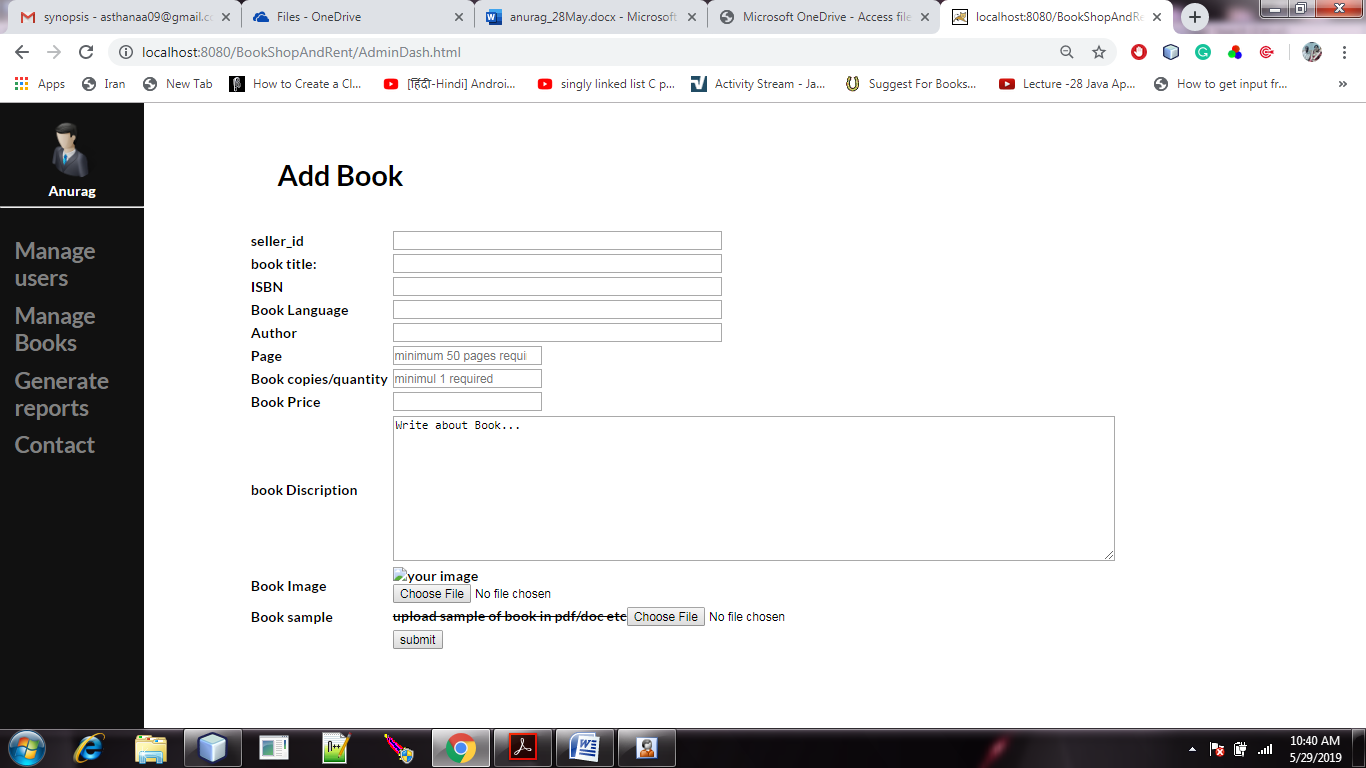 synopsis - asthanaa09@gmail.co
Files - OneDrive
anurag_28May.docx - Microsoft
Microsoft OneDrive - Access file
localhost:8080/BookShopAndRe
localhost:8080/BookShopAndRent/AdminDash.html
Apps
Iran
New Tab
How to Create a Cl...
[हिंदी-Hindi] Androi...
singly linked list C p...
Activity Stream - Ja...
Suggest For Books...
Lecture -28 Java Ap...
How to get input fr...
»
Anurag
Manage
users
Manage
Books
Generate
reports
Contact
Add Book
seller_id
book title:
ISBN
Book Language
Author
Page minimum 50 pages requi
Book copies/quantity minimul 1 required
Book Price
Write about Book...
book Discription
your image
Book Image
Choose File No file chosen
Book sample upload sample of book in pdf/doc etc Choose File No file chosen
submit
10:40 AM
5/29/2019